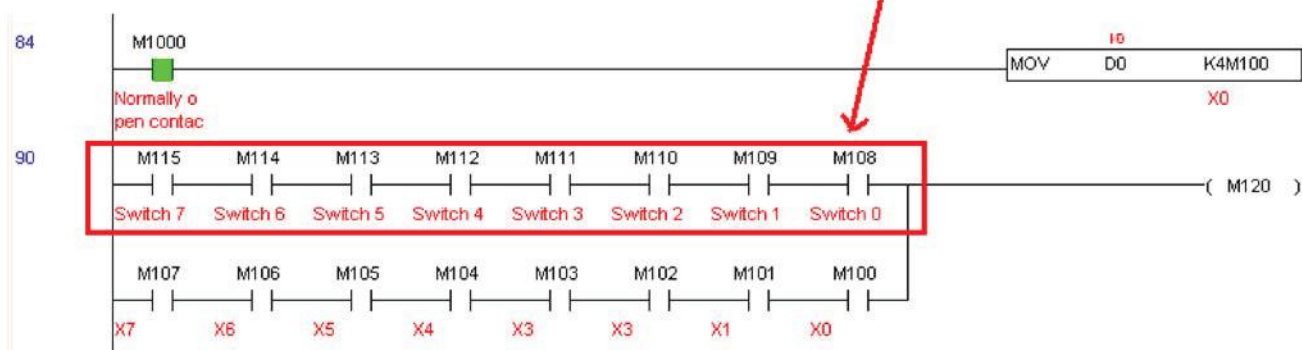 84
M1000
Normally o
pen contac
10
MOV D0 K4M100
X0
90
M115 M114 M113 M112 M111 M110 M109 M108
Switch 7 Switch 6 Switch 5 Switch 4 Switch 3 Switch 2 Switch 1 Switch 0
( M120 )
M107 M106 M105 M104 M103 M102 M101 M100
X7 X6 X5 X4 X3 X3 X1 X0